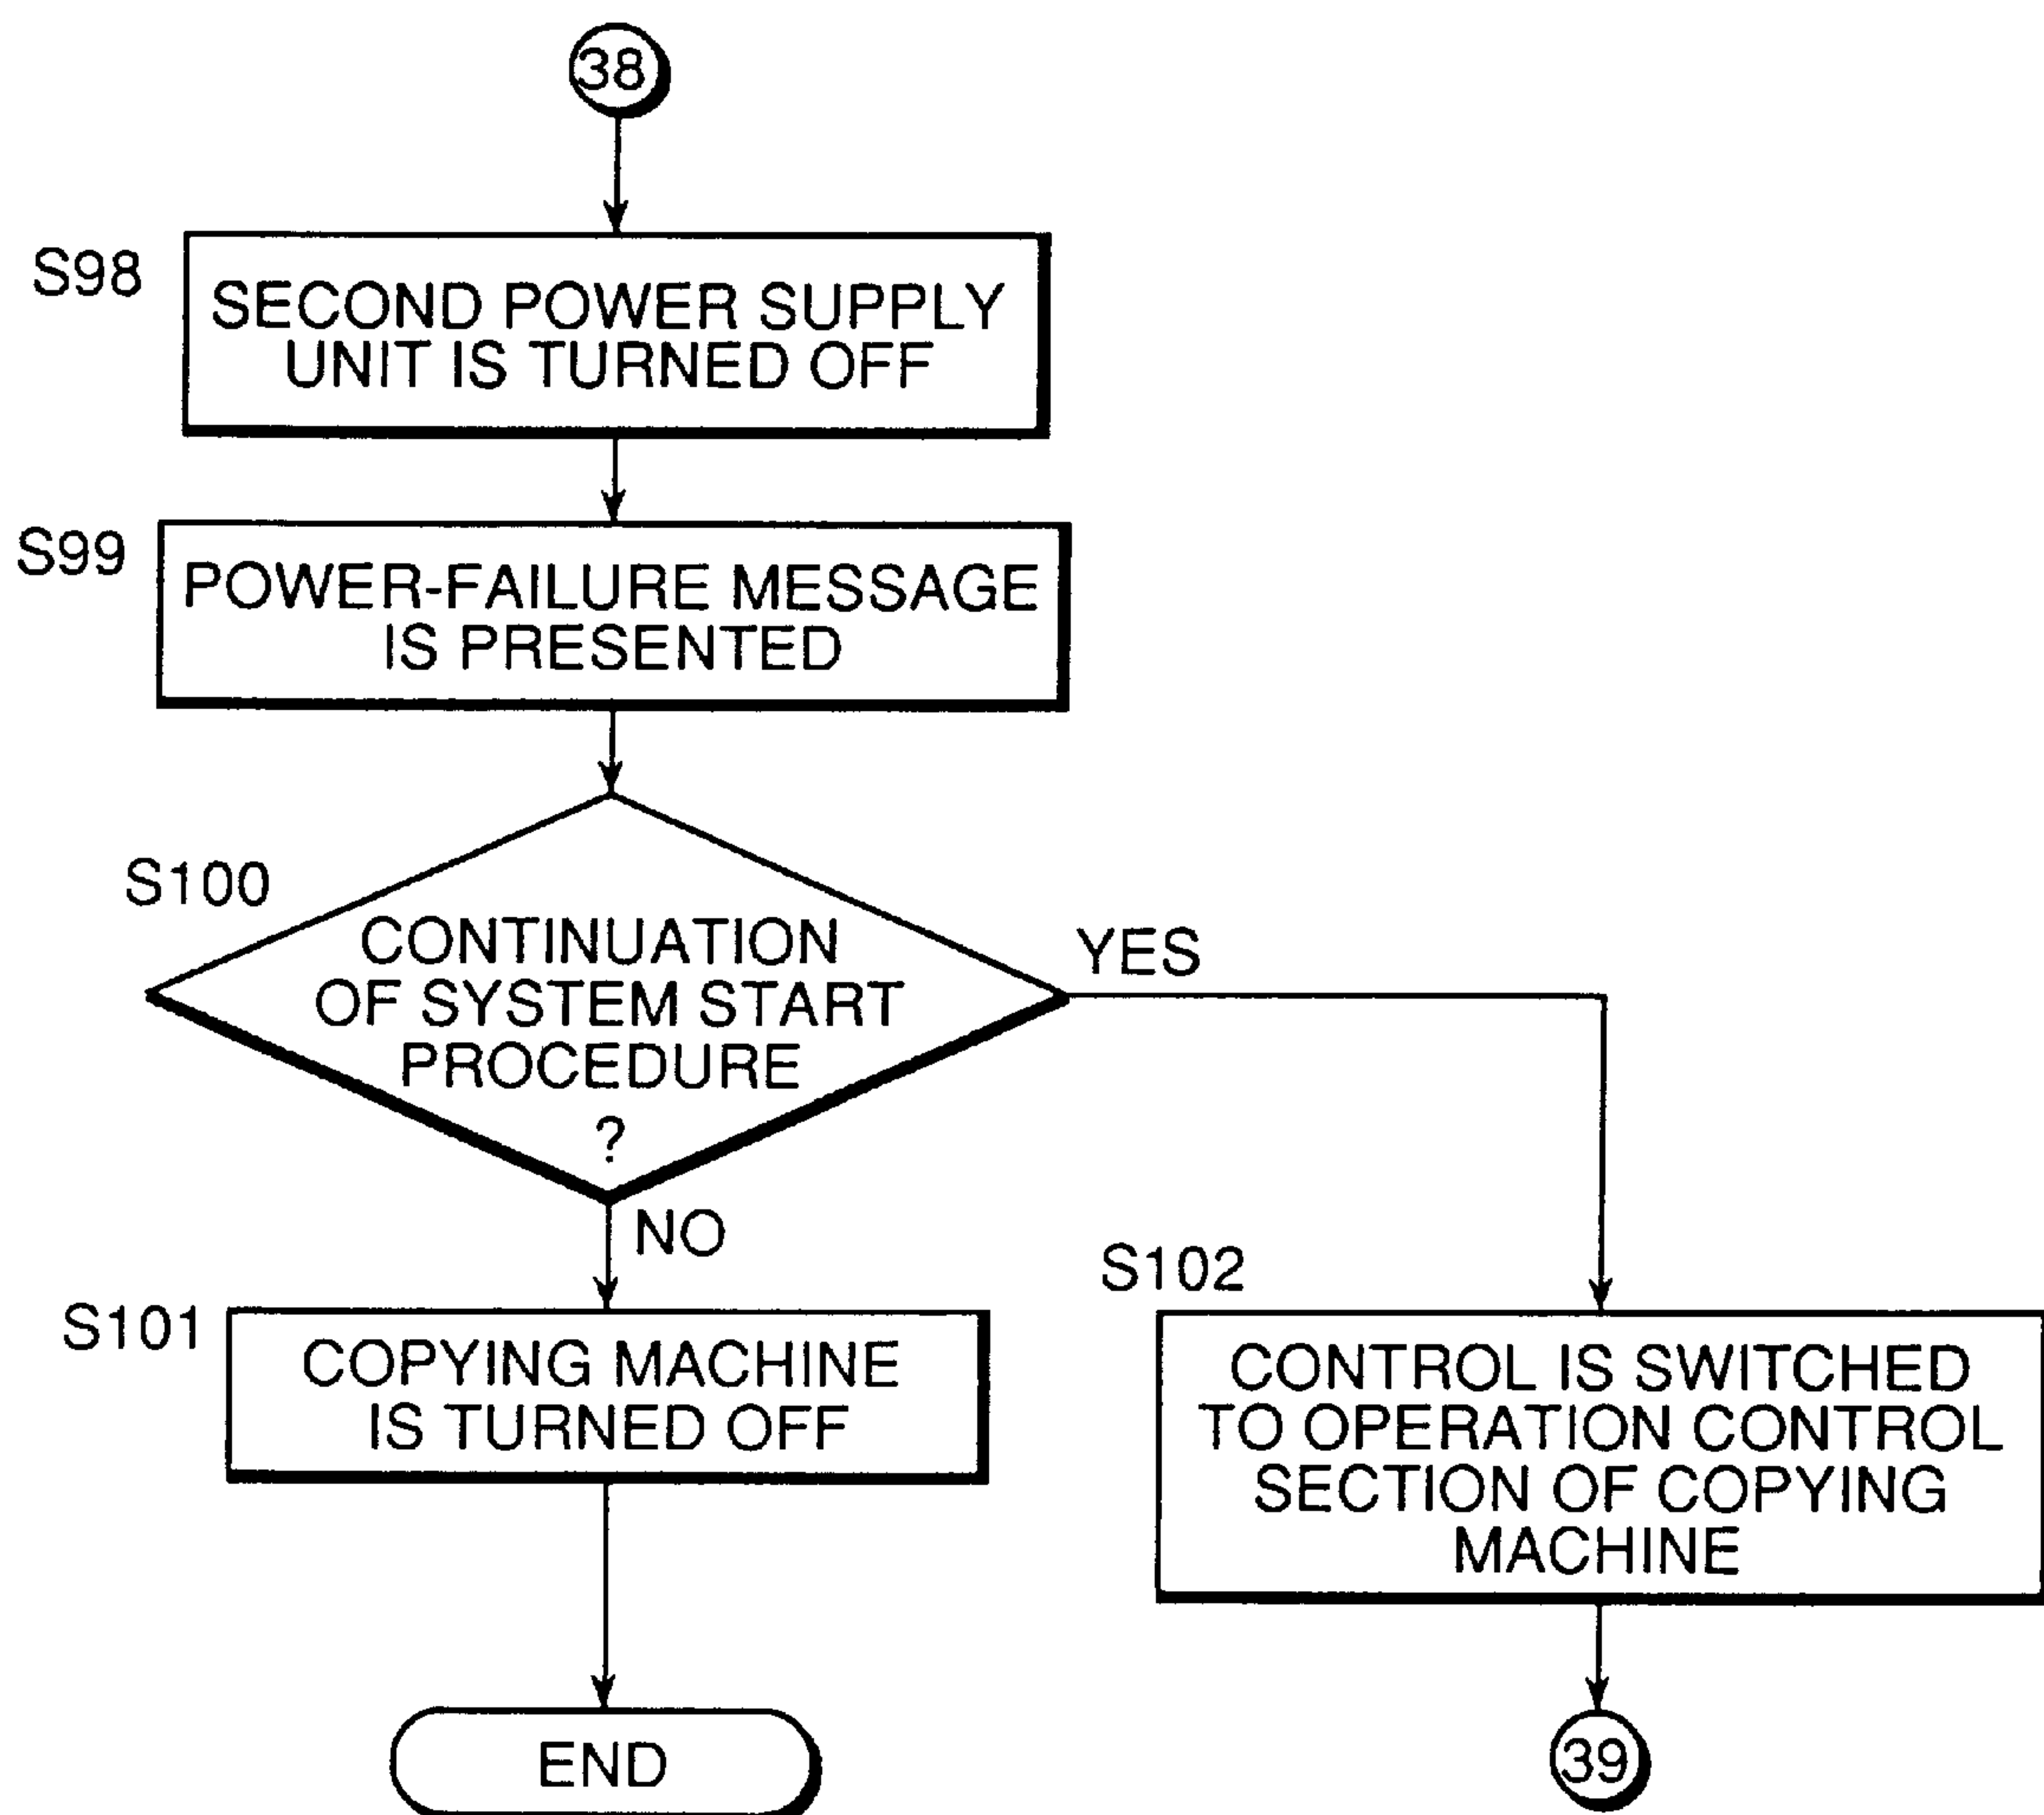 38
S98
SECOND POWER SUPPLY
UNIT IS TURNED OFF
S99
POWER-FAILURE MESSAGE
IS PRESENTED
S100
CONTINUATION
OF SYSTEM START
PROCEDURE
?
YES
NO
S101
COPYING MACHINE
IS TURNED OFF
S102
CONTROL IS SWITCHED
TO OPERATION CONTROL
SECTION OF COPYING
MACHINE
END
39